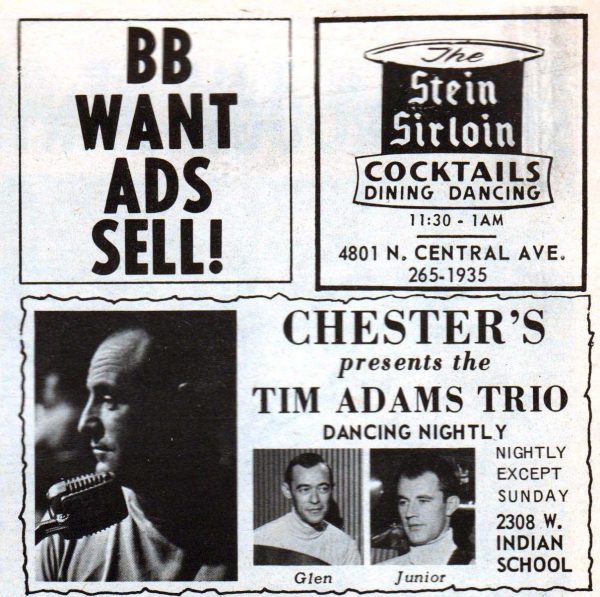 BB
WANT
ADS
SELL!
The
Stein
Sirloin
COCKTAILS
DINING DANCING
11:30 - 1AM
4801 N. CENTRAL AVE.
265-1935
CHESTER'S
presents the
TIM ADAMS TRIO
DANCING NIGHTLY
NIGHTLY
EXCEPT
SUNDAY
2308 W.
INDIAN
SCHOOL
Glen
Junior